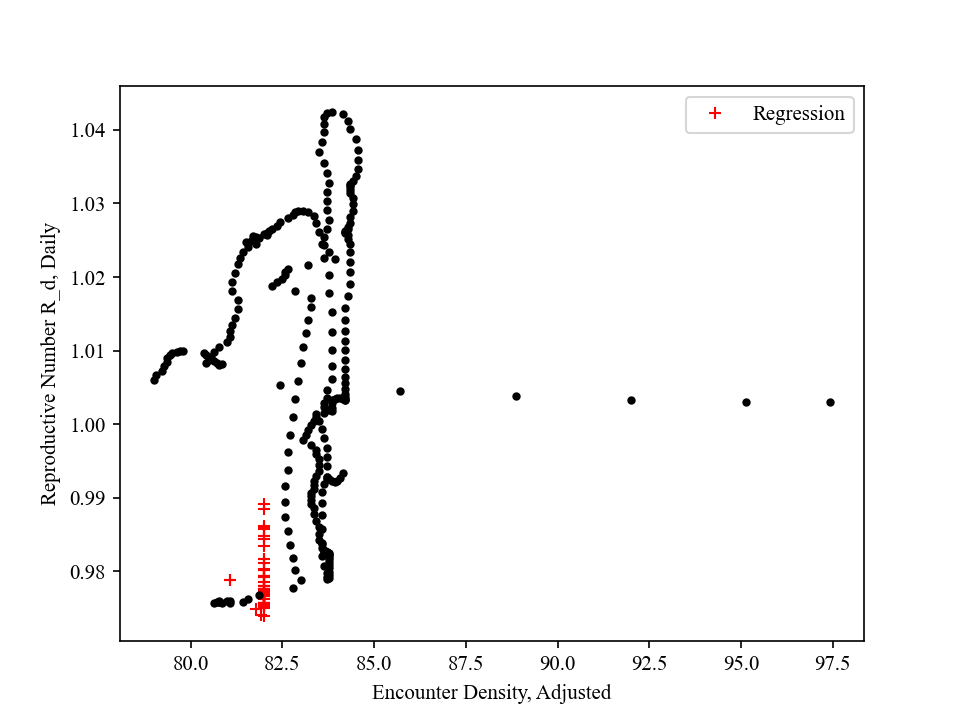 Regression
1.04
1.03
1.02
1.01
1.00
0.99
0.98
Reproductive Number R_d, Daily
80.0 82.5 85.0 87.5 90.0 92.5 95.0 97.5
Encounter Density, Adjusted